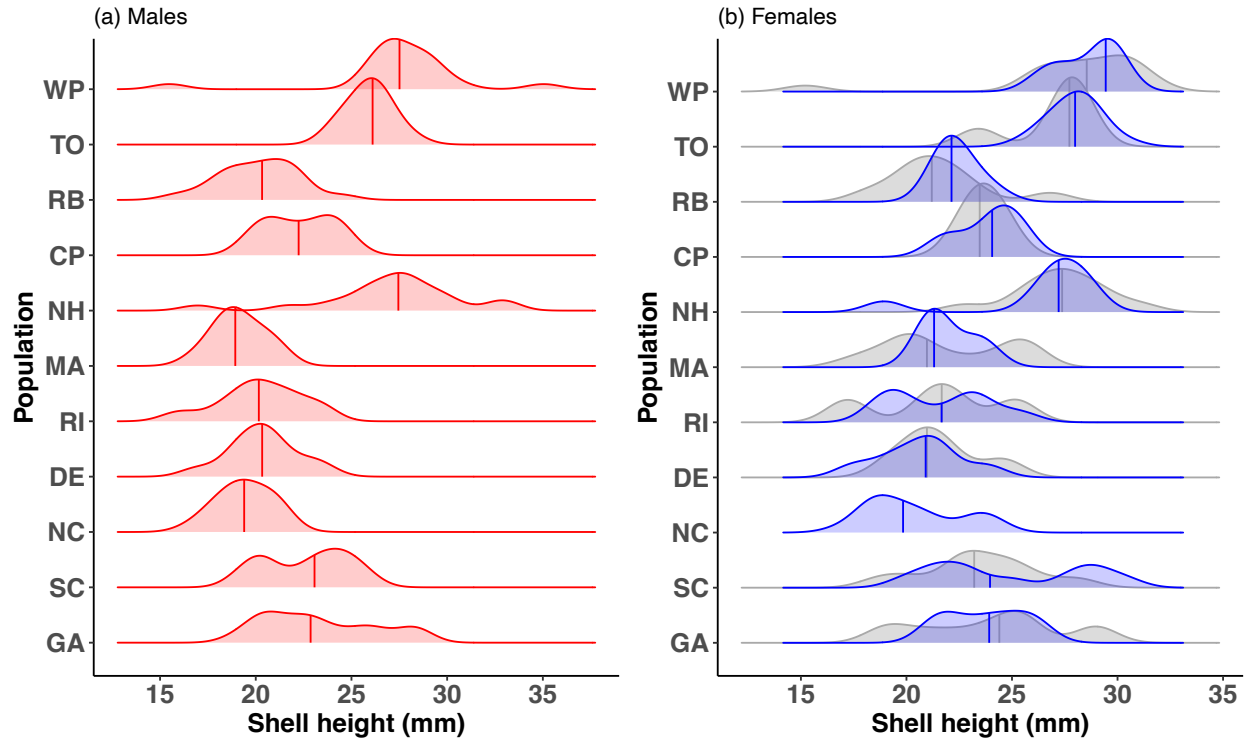 (a) Males
WP
TO
RB
CP
NH
MA
RI
DE
NC
SC
GA
Population
15 20 25 30 35
Shell height (mm)
(b) Females
WP
TO
RB
CP
NH
MA
RI
DE
NC
SC
GA
Population
15 20 25 30 35
Shell height (mm)